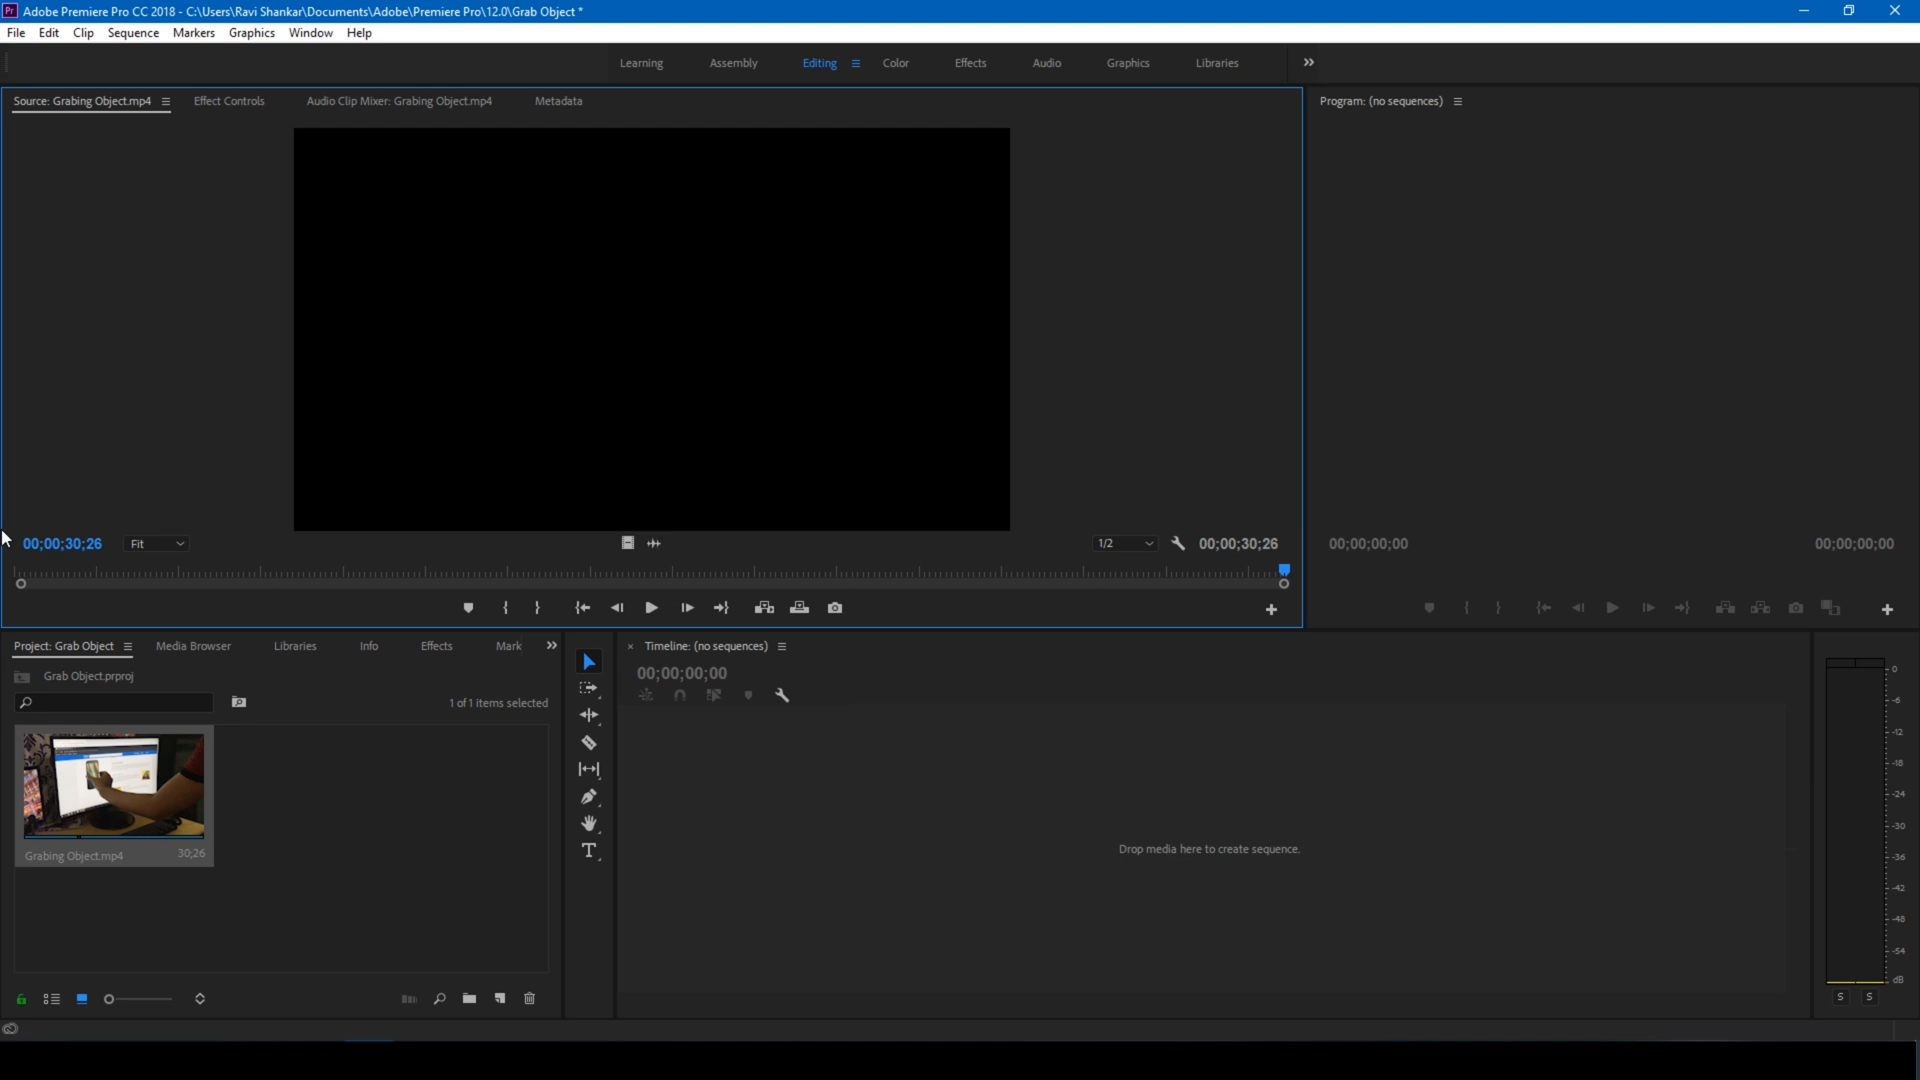 Pr Adobe Premiere Pro CC 2018 - C:\Users\Ravi Shankar\Documents\Adobe\Premiere Pro\12.0\Grab Object *
File Edit Clip Sequence Markers Graphics Window Help
Learning Assembly Editing Color Effects Audio Graphics Libraries
Source: Grabing Object.mp4 Effect Controls Audio Clip Mixer: Grabing Object.mp4 Metadata
Program: (no sequences)
00;00;30;26 Fit 1/2 00;00;30;26
00;00;00;00 00;00;00;00
Project: Grab Object Media Browser Libraries Info Effects Mark
Grab Object.prproj
1 of 1 items selected
Grabing Object.mp4 30;26
T
× Timeline: (no sequences)
00;00;00;00
Drop media here to create sequence.
0
-6
-12
-18
-24
-30
-36
-42
-48
-54
dB
S S